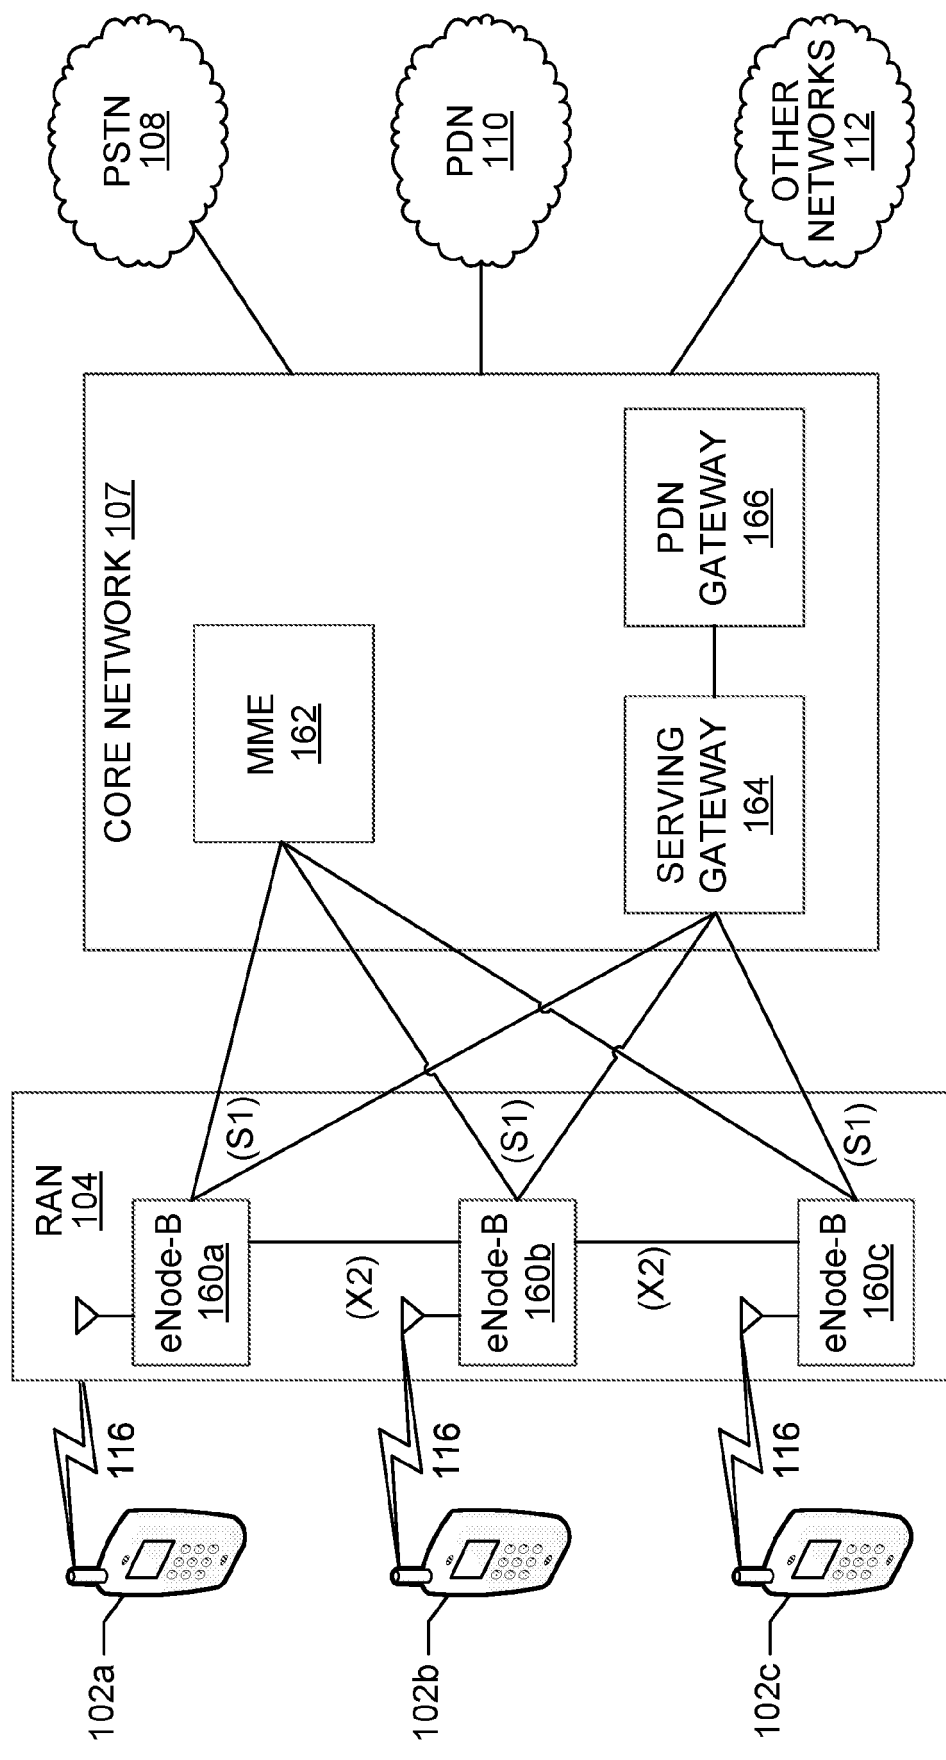 102a
116
RAN
104
eNode-B
160a
(S1)
(X2)
102b
116
eNode-B
160b
(S1)
(X2)
102c
116
eNode-B
160c
(S1)
CORE NETWORK 107
MME
162
SERVING
GATEWAY
164
PDN
GATEWAY
166
PSTN
108
PDN
110
OTHER
NETWORKS
112